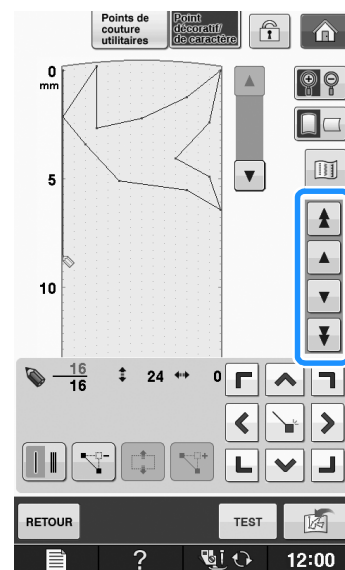 Points de
couture
utilitaires
Point
décoratif/
de caractère
0
mm
5
10
16
16
24
0
RETOUR
TEST
?
12:00